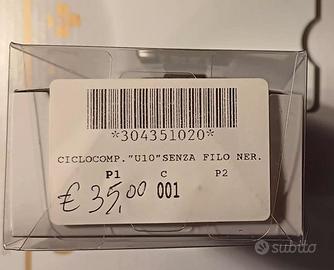 *304351020*
CICLOCOMP."U10"SENZA FILO NER.
P1 C P2
€ 35,00 001
subito